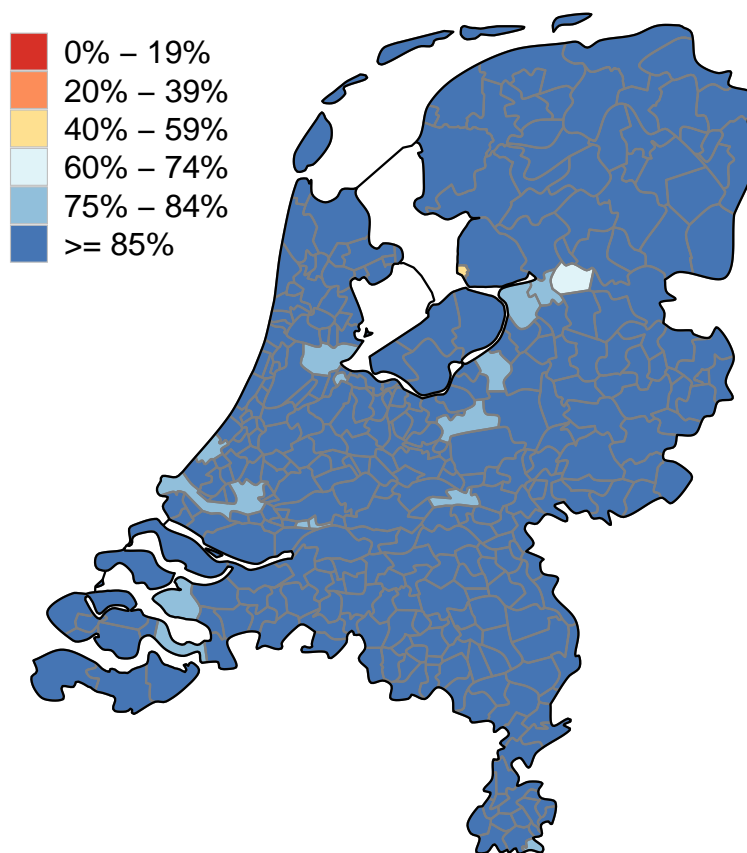 0% – 19%
20% – 39%
40% – 59%
60% – 74%
75% – 84%
>= 85%